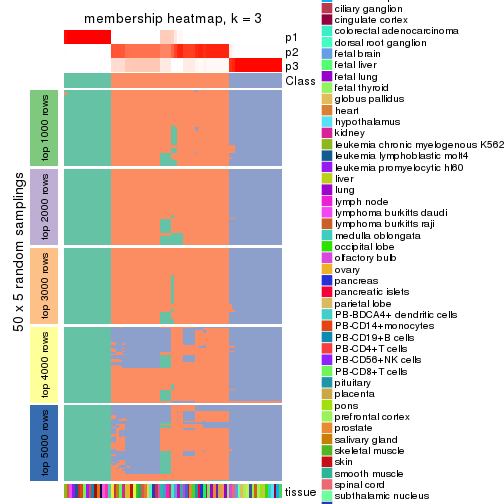 membership heatmap, k = 3
p1
p2
p3
Class
50 x 5 random samplings
top 1000 rows
top 2000 rows
top 3000 rows
top 4000 rows
top 5000 rows
tissue
ciliary ganglion
cingulate cortex
colorectal adenocarcinoma
dorsal root ganglion
fetal brain
fetal liver
fetal lung
fetal thyroid
globus pallidus
heart
hypothalamus
kidney
leukemia chronic myelogenous K562
leukemia lymphoblastic molt4
leukemia promyelocytic hl60
liver
lung
lymph node
lymphoma burkitts daudi
lymphoma burkitts raji
medulla oblongata
occipital lobe
olfactory bulb
ovary
pancreas
pancreatic islets
parietal lobe
PB-BDCA4+ dendritic cells
PB-CD14+monocytes
PB-CD19+B cells
PB-CD4+T cells
PB-CD56+NK cells
PB-CD8+T cells
pituitary
placenta
pons
prefrontal cortex
prostate
salivary gland
skeletal muscle
skin
smooth muscle
spinal cord
subthalamic nucleus